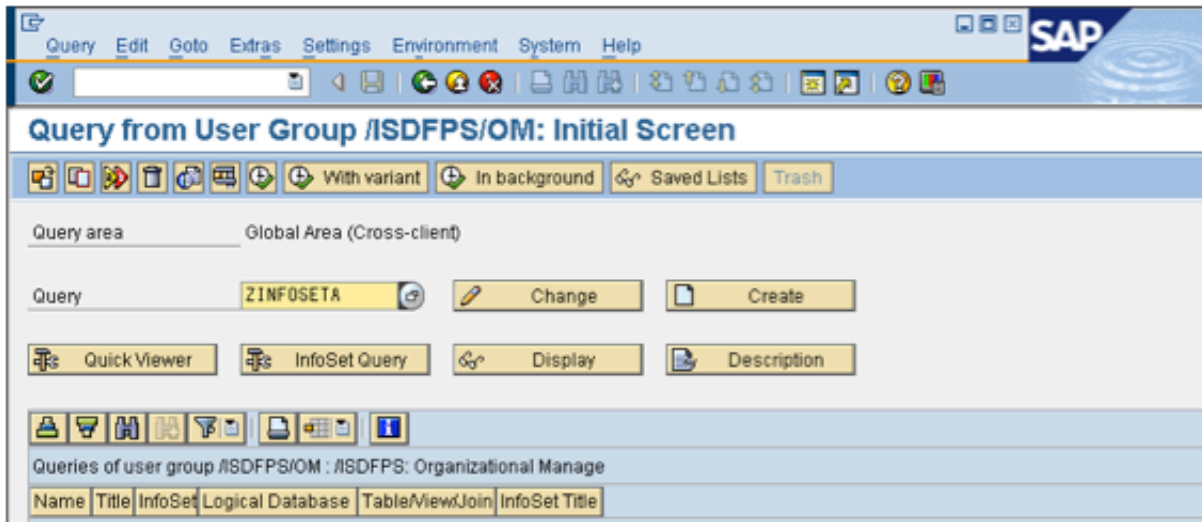 Query Edit Goto Extras Settings Environment System Help
SAP
Query from User Group /ISDFPS/OM: Initial Screen
With variant In background Saved Lists Trash
Query area Global Area (Cross-client)
Query ZINFOSETA Change Create
Quick Viewer InfoSet Query Display Description
Queries of user group /ISDFPS/OM : /ISDFPS: Organizational Manage
Name Title InfoSet Logical Database Table/View/Join InfoSet Title